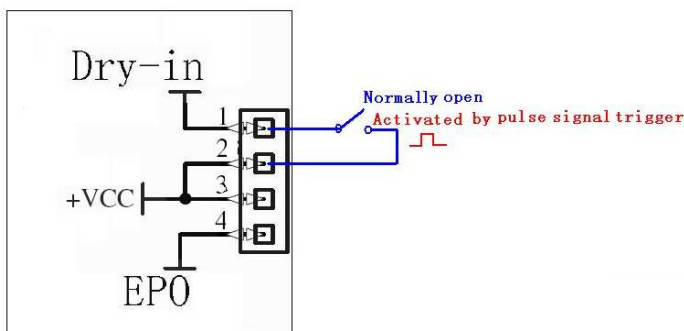 Dry-in
1
Normally open
Activated by pulse signal trigger
2
+VCC
3
4
EPO